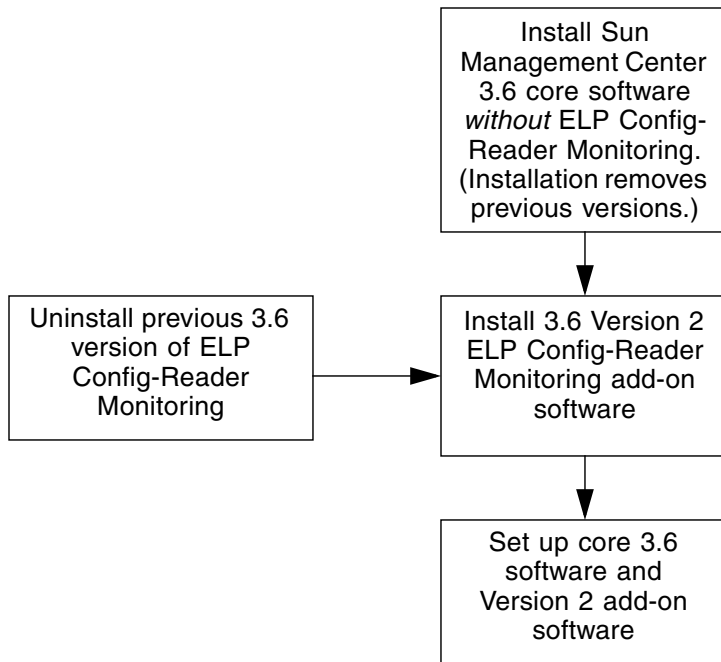 Install Sun
Management Center
3.6 core software
without ELP Config-
Reader Monitoring.
(Installation removes
previous versions.)
Uninstall previous 3.6
version of ELP
Config-Reader
Monitoring
Install 3.6 Version 2
ELP Config-Reader
Monitoring add-on
software
Set up core 3.6
software and
Version 2 add-on
software